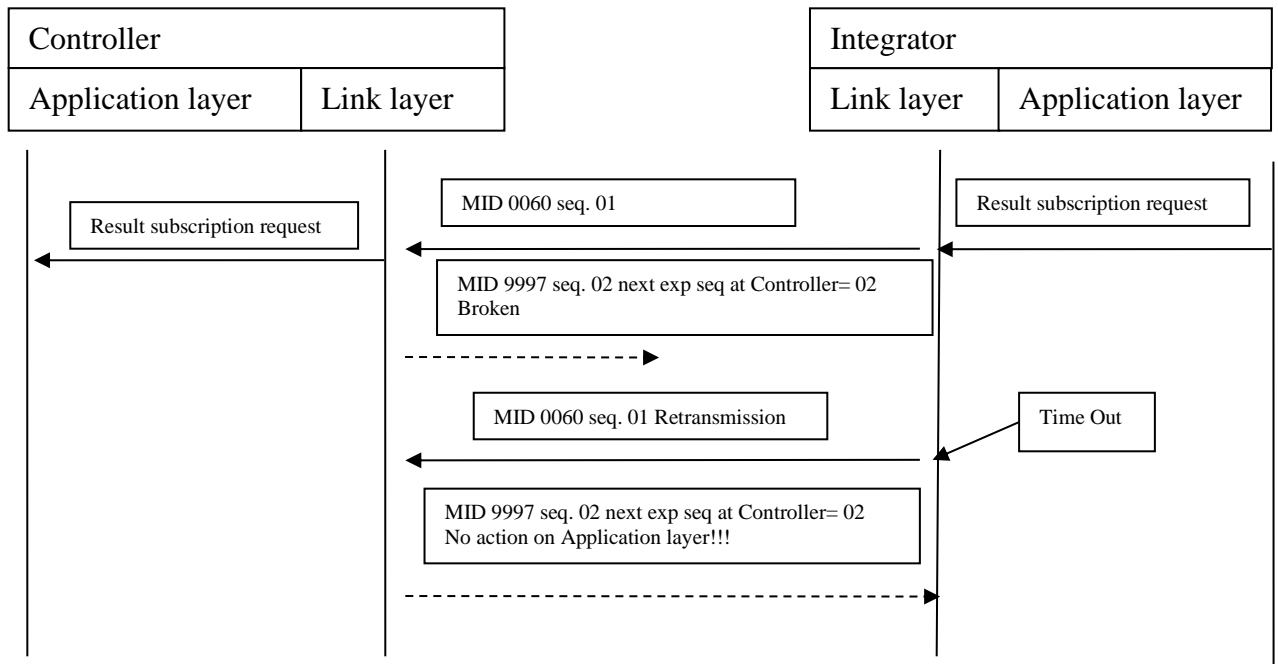 Controller
Integrator
Application layer
Link layer
Link layer
Application layer
MID 0060 seq. 01
Result subscription request
Result subscription request
MID 9997 seq. 02 next exp seq at Controller= 02
Broken
MID 0060 seq. 01 Retransmission
Time Out
MID 9997 seq. 02 next exp seq at Controller= 02
No action on Application layer!!!